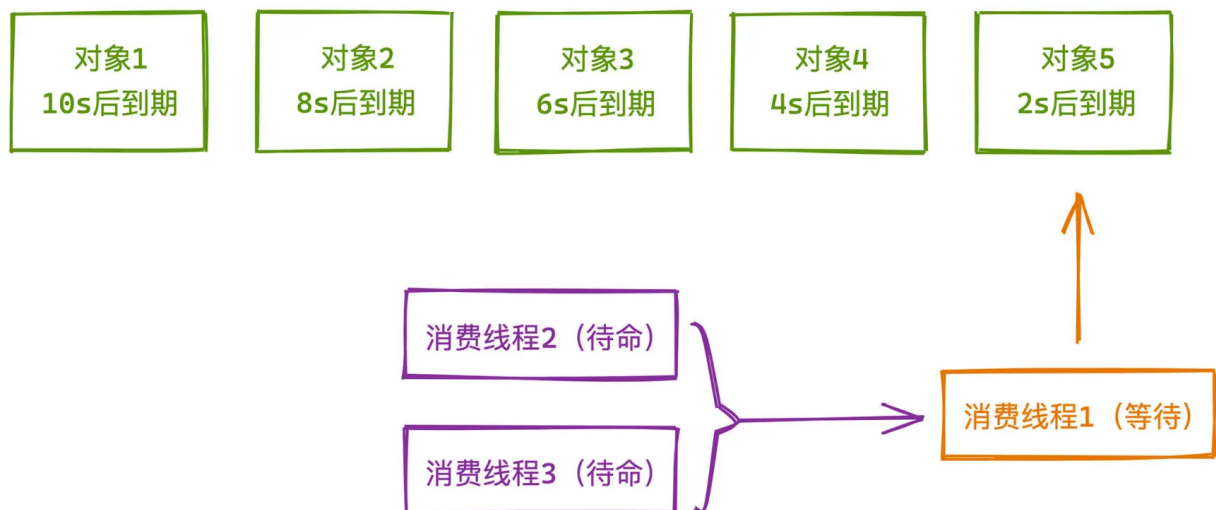 对象1
10s后到期
对象2
8s后到期
对象3
6s后到期
对象4
4s后到期
对象5
2s后到期
消费线程2（待命）
消费线程1（等待）
消费线程3（待命）